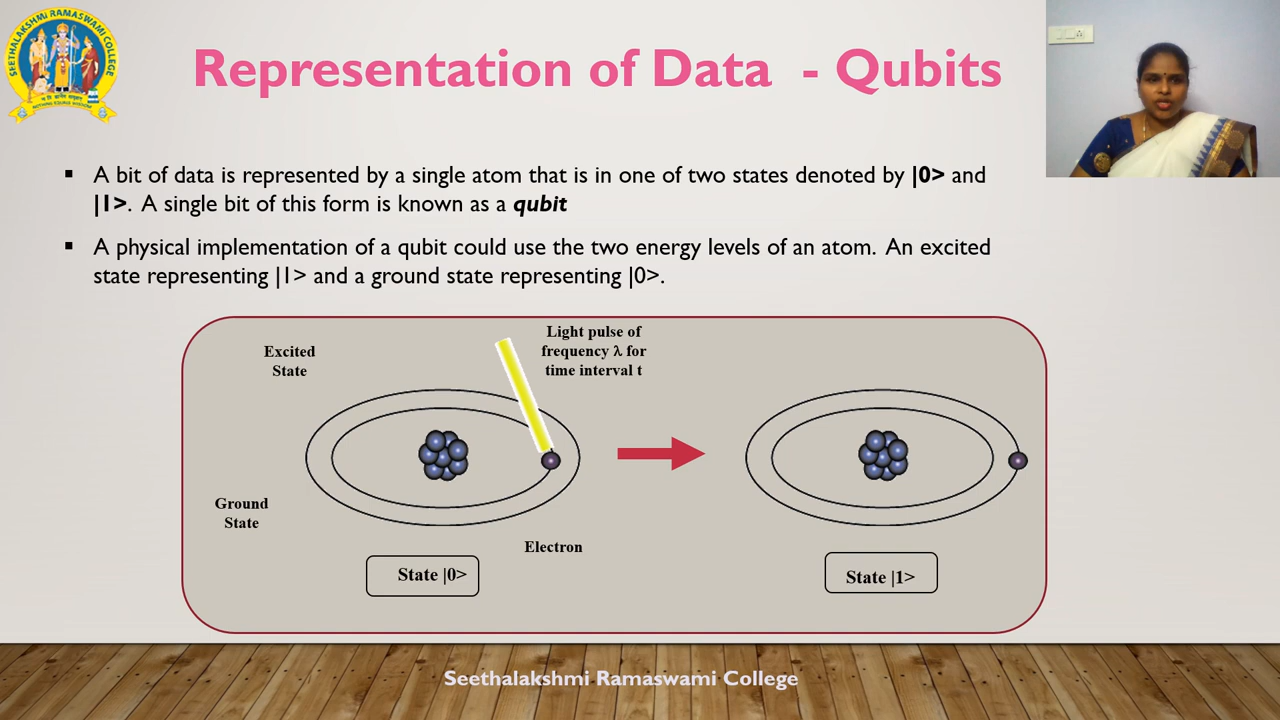 SEETHALAKSHMI RAMASWAMI COLLEGE
Representation of Data - Qubits
▪ A bit of data is represented by a single atom that is in one of two states denoted by |0> and
|1>. A single bit of this form is known as a qubit
▪ A physical implementation of a qubit could use the two energy levels of an atom. An excited
state representing |1> and a ground state representing |0>.
Excited
State
Light pulse of
frequency λ for
time interval t
Ground
State
Electron
State |0>
State |1>
Seethalakshmi Ramaswami College